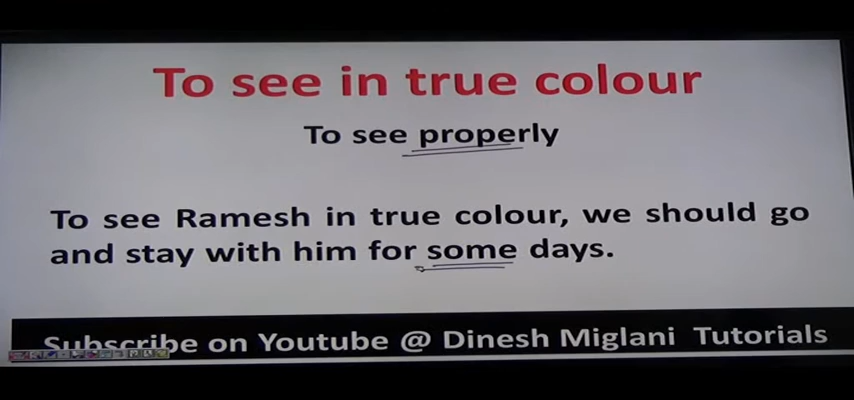 To see in true colour
To see properly
To see Ramesh in true colour, we should go
and stay with him for some days.
Subscribe on Youtube @ Dinesh Miglani Tutorials